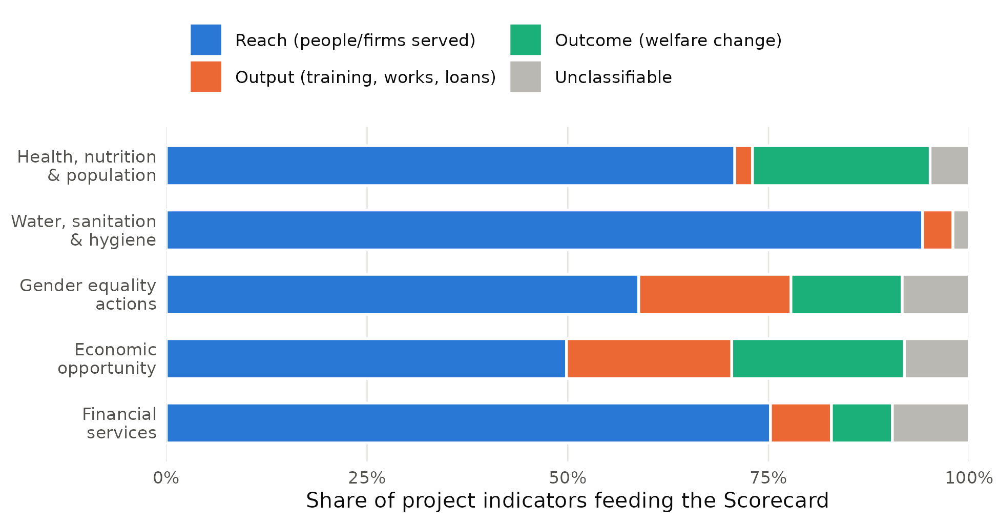 Reach (people/firms served)
Outcome (welfare change)
Output (training, works, loans)
Unclassifiable
Health, nutrition
& population
Water, sanitation
& hygiene
Gender equality
actions
Economic
opportunity
Financial
services
0%
25%
50%
75%
100%
Share of project indicators feeding the Scorecard